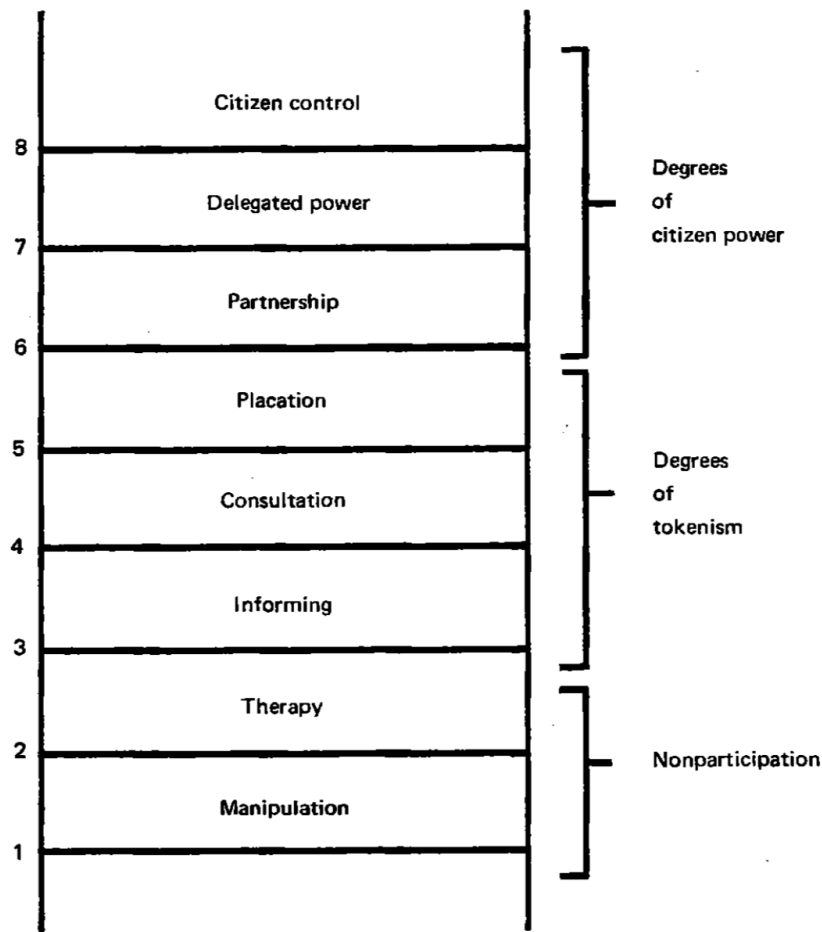 Citizen control
8
Delegated power
7
Partnership
6
Placation
5
Consultation
4
Informing
3
Therapy
2
Manipulation
1
Degrees
of
citizen power
Degrees
of
tokenism
Nonparticipation